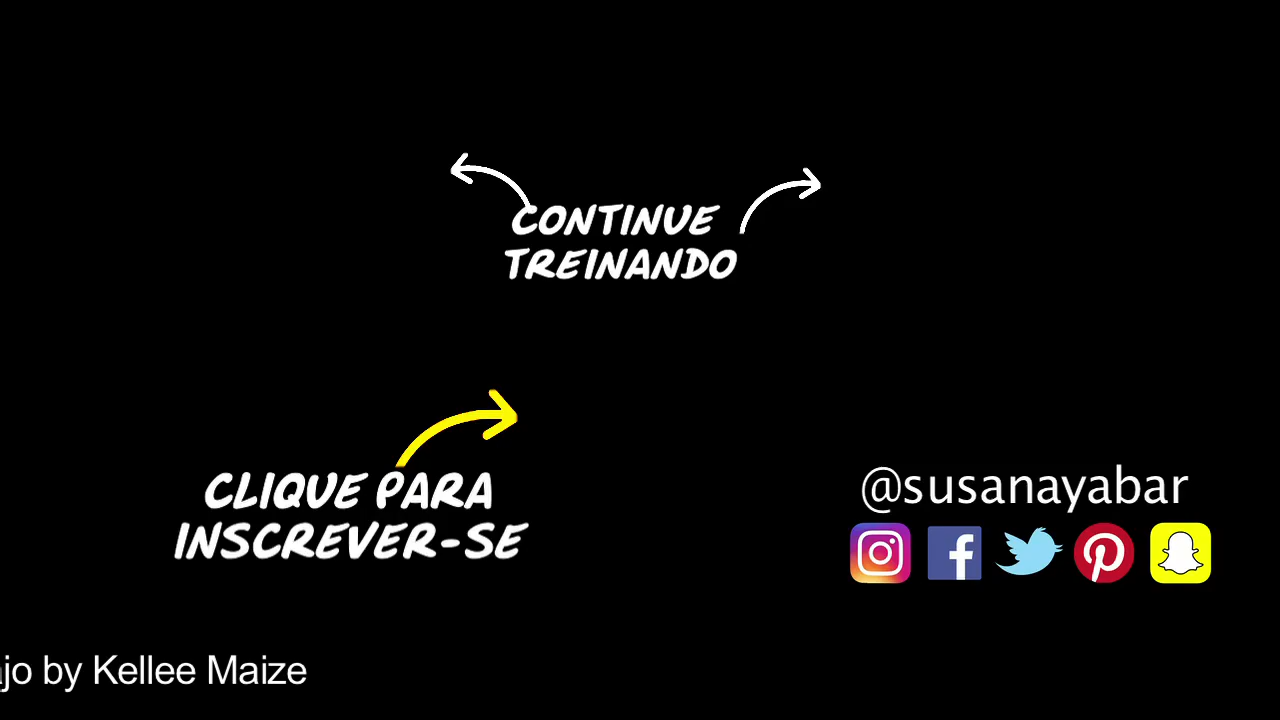 CONTINUE
TREINANDO
CLIQUE PARA
INSCREVER-SE
@susanayabar
by Kellee Maize